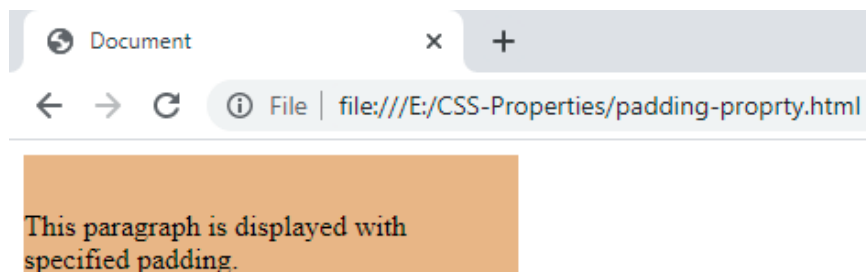 Document
File file:///E:/CSS-Properties/padding-proprty.html
This paragraph is displayed with
specified padding.